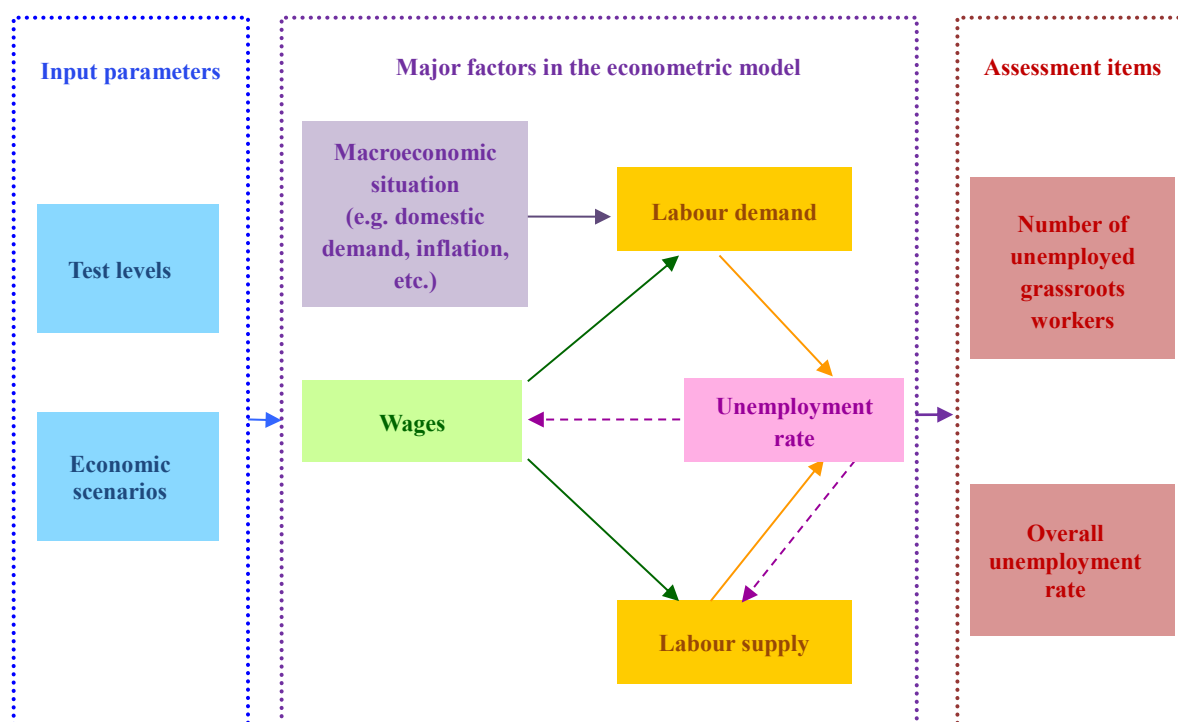 Input parameters
Test levels
Economic
scenarios
Major factors in the econometric model
Macroeconomic
situation
(e.g. domestic
demand, inflation,
etc.)
Labour demand
Wages
Unemployment
rate
Labour supply
Assessment items
Number of
unemployed
grassroots
workers
Overall
unemployment
rate